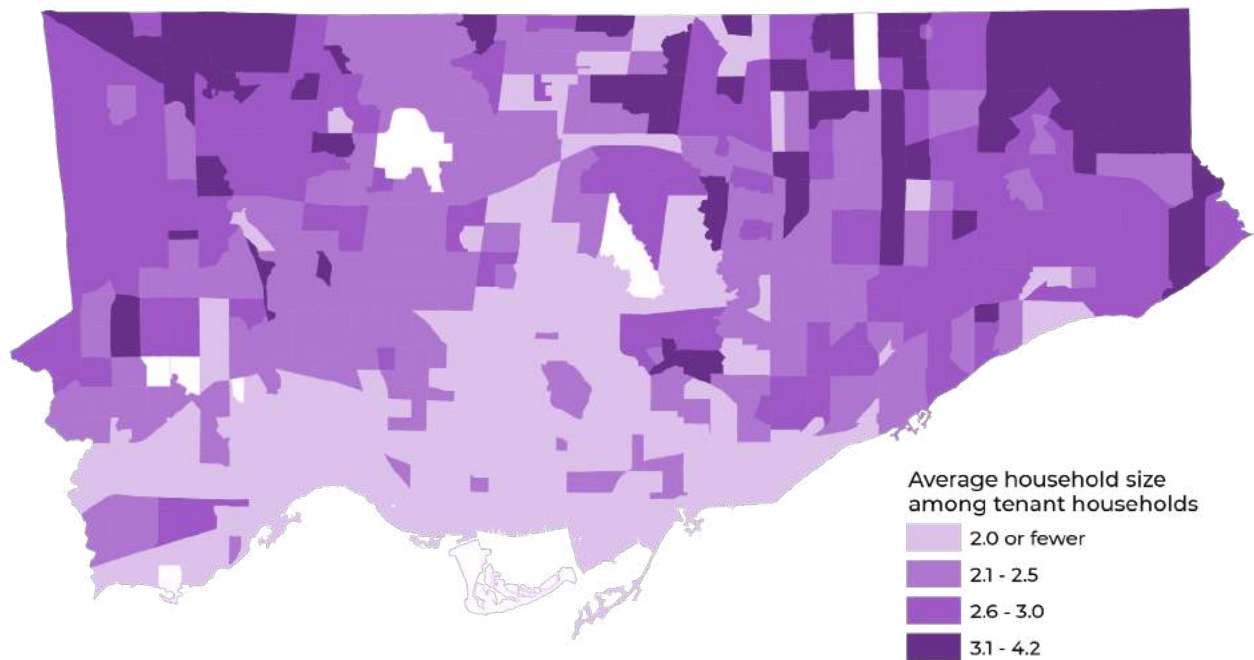 Average household size
among tenant households
2.0 or fewer
2.1 - 2.5
2.6 - 3.0
3.1 - 4.2